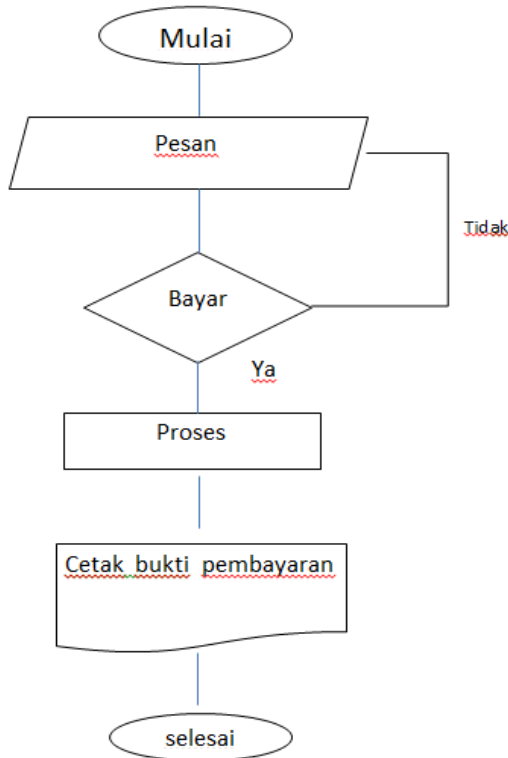 Mulai
Pesan
Tidak
Bayar
Ya
Proses
Cetak bukti pembayaran
selesai